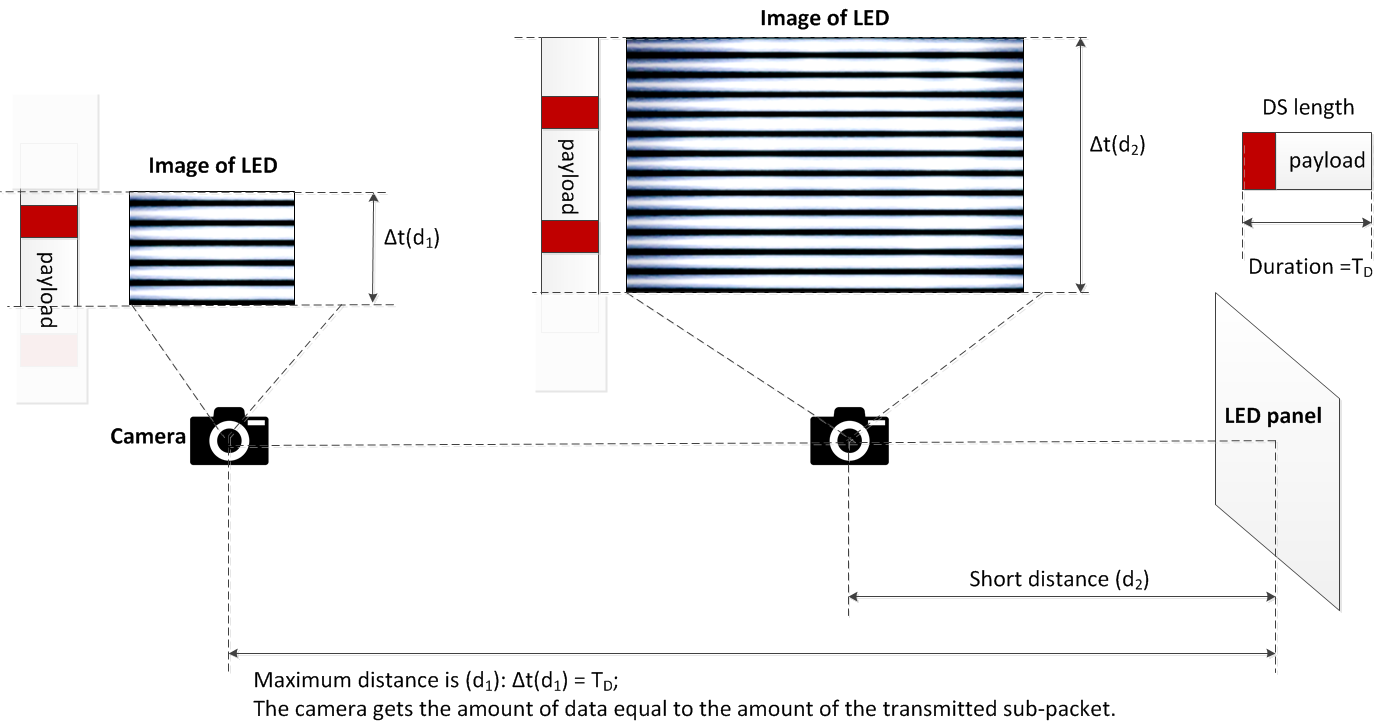 Image of LED
Image of LED
DS length
payload
Duration =T_D
payload
Δt(d₂)
payload
Δt(d₁)
Camera
LED panel
Short distance (d₂)
Maximum distance is (d₁): Δt(d₁) = T_D;
The camera gets the amount of data equal to the amount of the transmitted sub-packet.